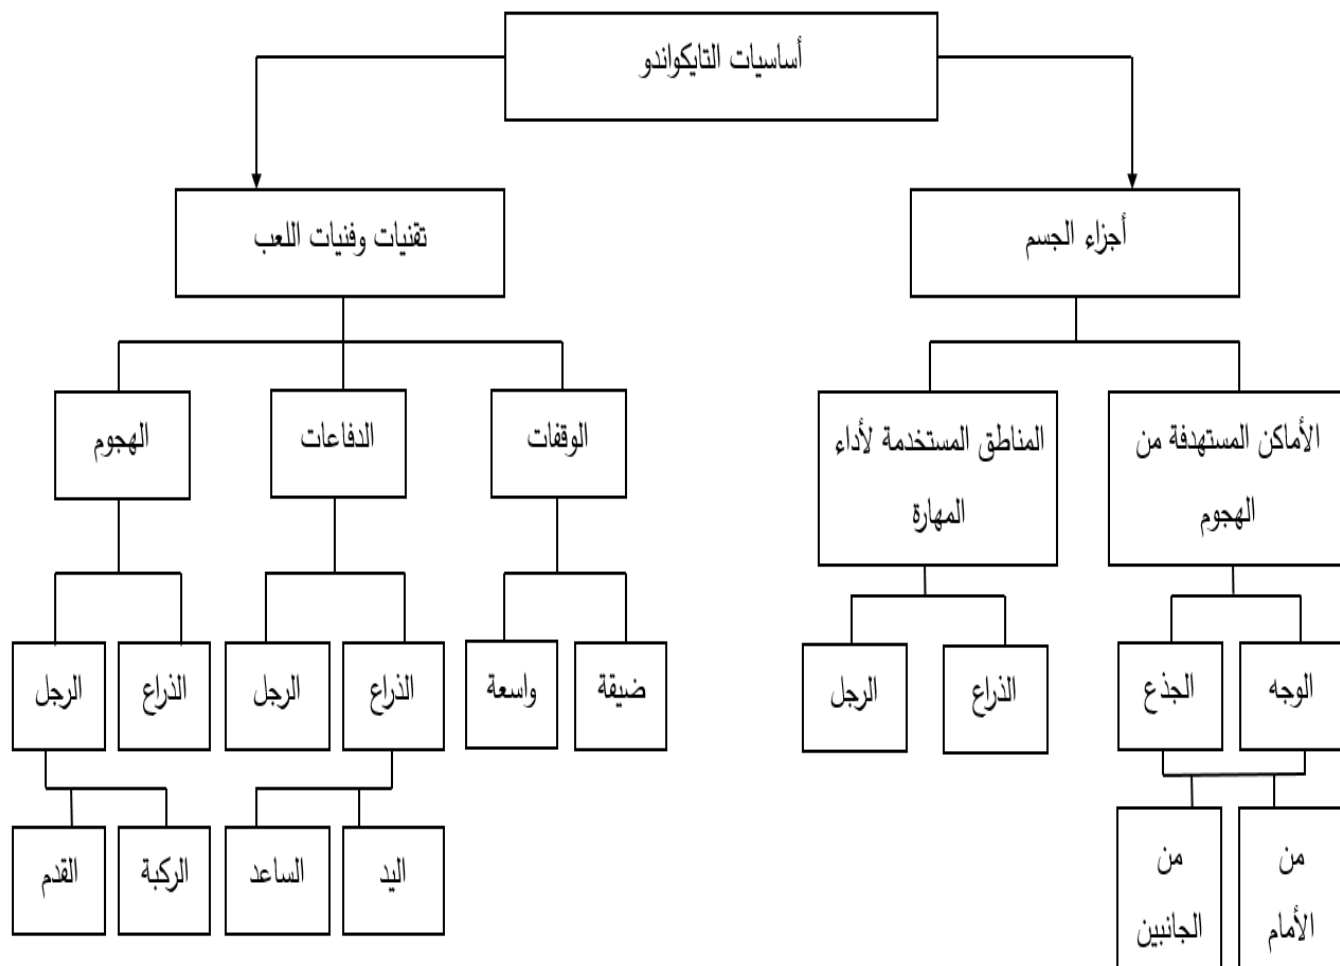 أساسيات التايكواندو
أجزاء الجسم
تقنيات وفنيات اللعب
الأماكن المستهدفة من
الهجوم
المناطق المستخدمة لأداء
المهارة
الوقفات
الدفاعات
الهجوم
الوجه
الجذع
الذراع
الرجل
ضيقة
واسعة
الذراع
الرجل
الذراع
الرجل
من
الأمام
من
الجانبين
اليد
الساعد
الركبة
القدم